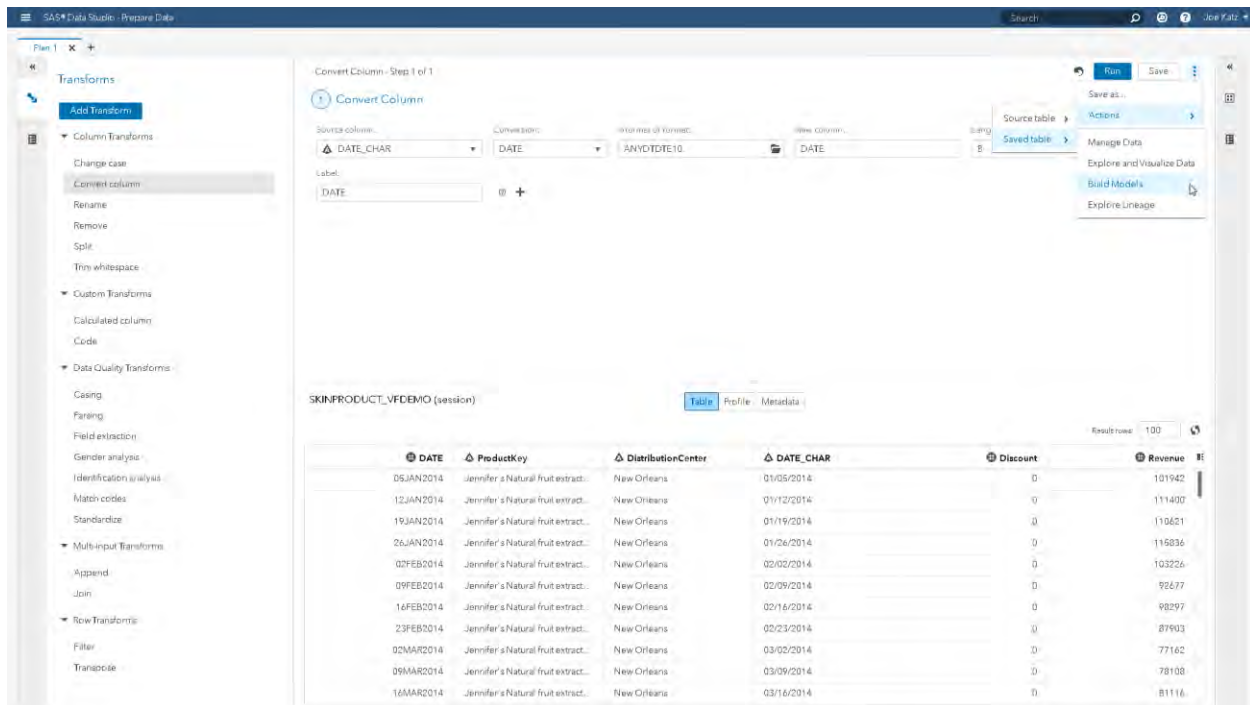 SAS® Data Studio - Prepare Data
Search
Joe Katz
Plan 1
Transforms
Add Transform
Column Transforms
Change case
Convert column
Rename
Remove
Split
Trim whitespace
Custom Transforms
Calculated column
Code
Data Quality Transforms
Casing
Parsing
Field extraction
Gender analysis
Identification analysis
Match codes
Standardize
Multi-input Transforms
Append
Join
Row Transforms
Filter
Transpose
Convert Column - Step 1 of 1
Run Save
1 Convert Column
Source column: Conversion: Informat or format: New column:
DATE_CHAR DATE ANYDTDTE10. DATE 8
Label:
DATE
Save as...
Actions
Source table
Saved table
Manage Data
Explore and Visualize Data
Build Models
Explore Lineage
SKINPRODUCT_VFDEMO (session)
Table Profile Metadata
Result rows: 100
DATE ProductKey DistributionCenter DATE_CHAR Discount Revenue
05JAN2014 Jennifer's Natural fruit extract... New Orleans 01/05/2014 0 101942
12JAN2014 Jennifer's Natural fruit extract... New Orleans 01/12/2014 0 111400
19JAN2014 Jennifer's Natural fruit extract... New Orleans 01/19/2014 0 110621
26JAN2014 Jennifer's Natural fruit extract... New Orleans 01/26/2014 0 115836
02FEB2014 Jennifer's Natural fruit extract... New Orleans 02/02/2014 0 103226
09FEB2014 Jennifer's Natural fruit extract... New Orleans 02/09/2014 0 92677
16FEB2014 Jennifer's Natural fruit extract... New Orleans 02/16/2014 0 98297
23FEB2014 Jennifer's Natural fruit extract... New Orleans 02/23/2014 0 87903
02MAR2014 Jennifer's Natural fruit extract... New Orleans 03/02/2014 0 77162
09MAR2014 Jennifer's Natural fruit extract... New Orleans 03/09/2014 0 78108
16MAR2014 Jennifer's Natural fruit extract... New Orleans 03/16/2014 0 81116